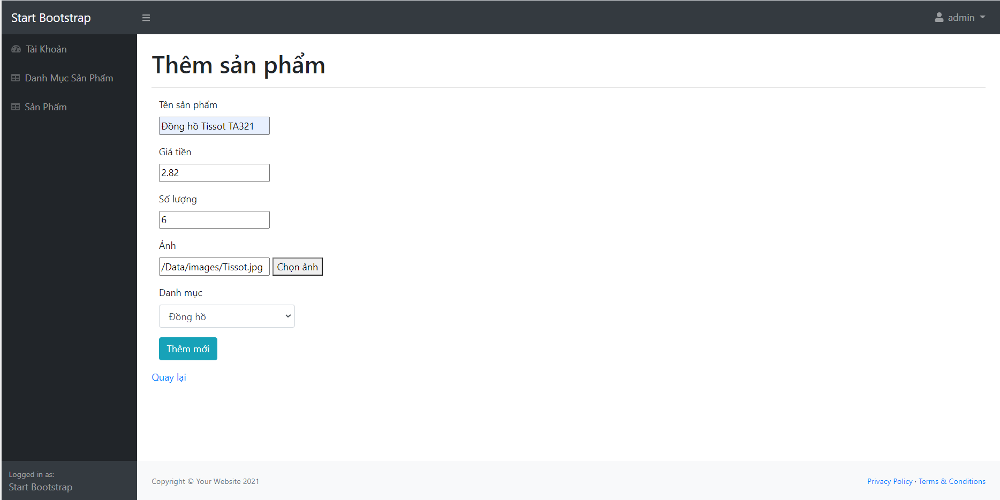 Start Bootstrap
admin
Tài Khoản
Danh Mục Sản Phẩm
Sản Phẩm
Thêm sản phẩm
Tên sản phẩm
Đồng hồ Tissot TA321
Giá tiền
2.82
Số lượng
6
Ảnh
/Data/images/Tissot.jpg Chọn ảnh
Danh mục
Đồng hồ
Thêm mới
Quay lại
Logged in as:
Start Bootstrap
Copyright © Your Website 2021
Privacy Policy · Terms & Conditions